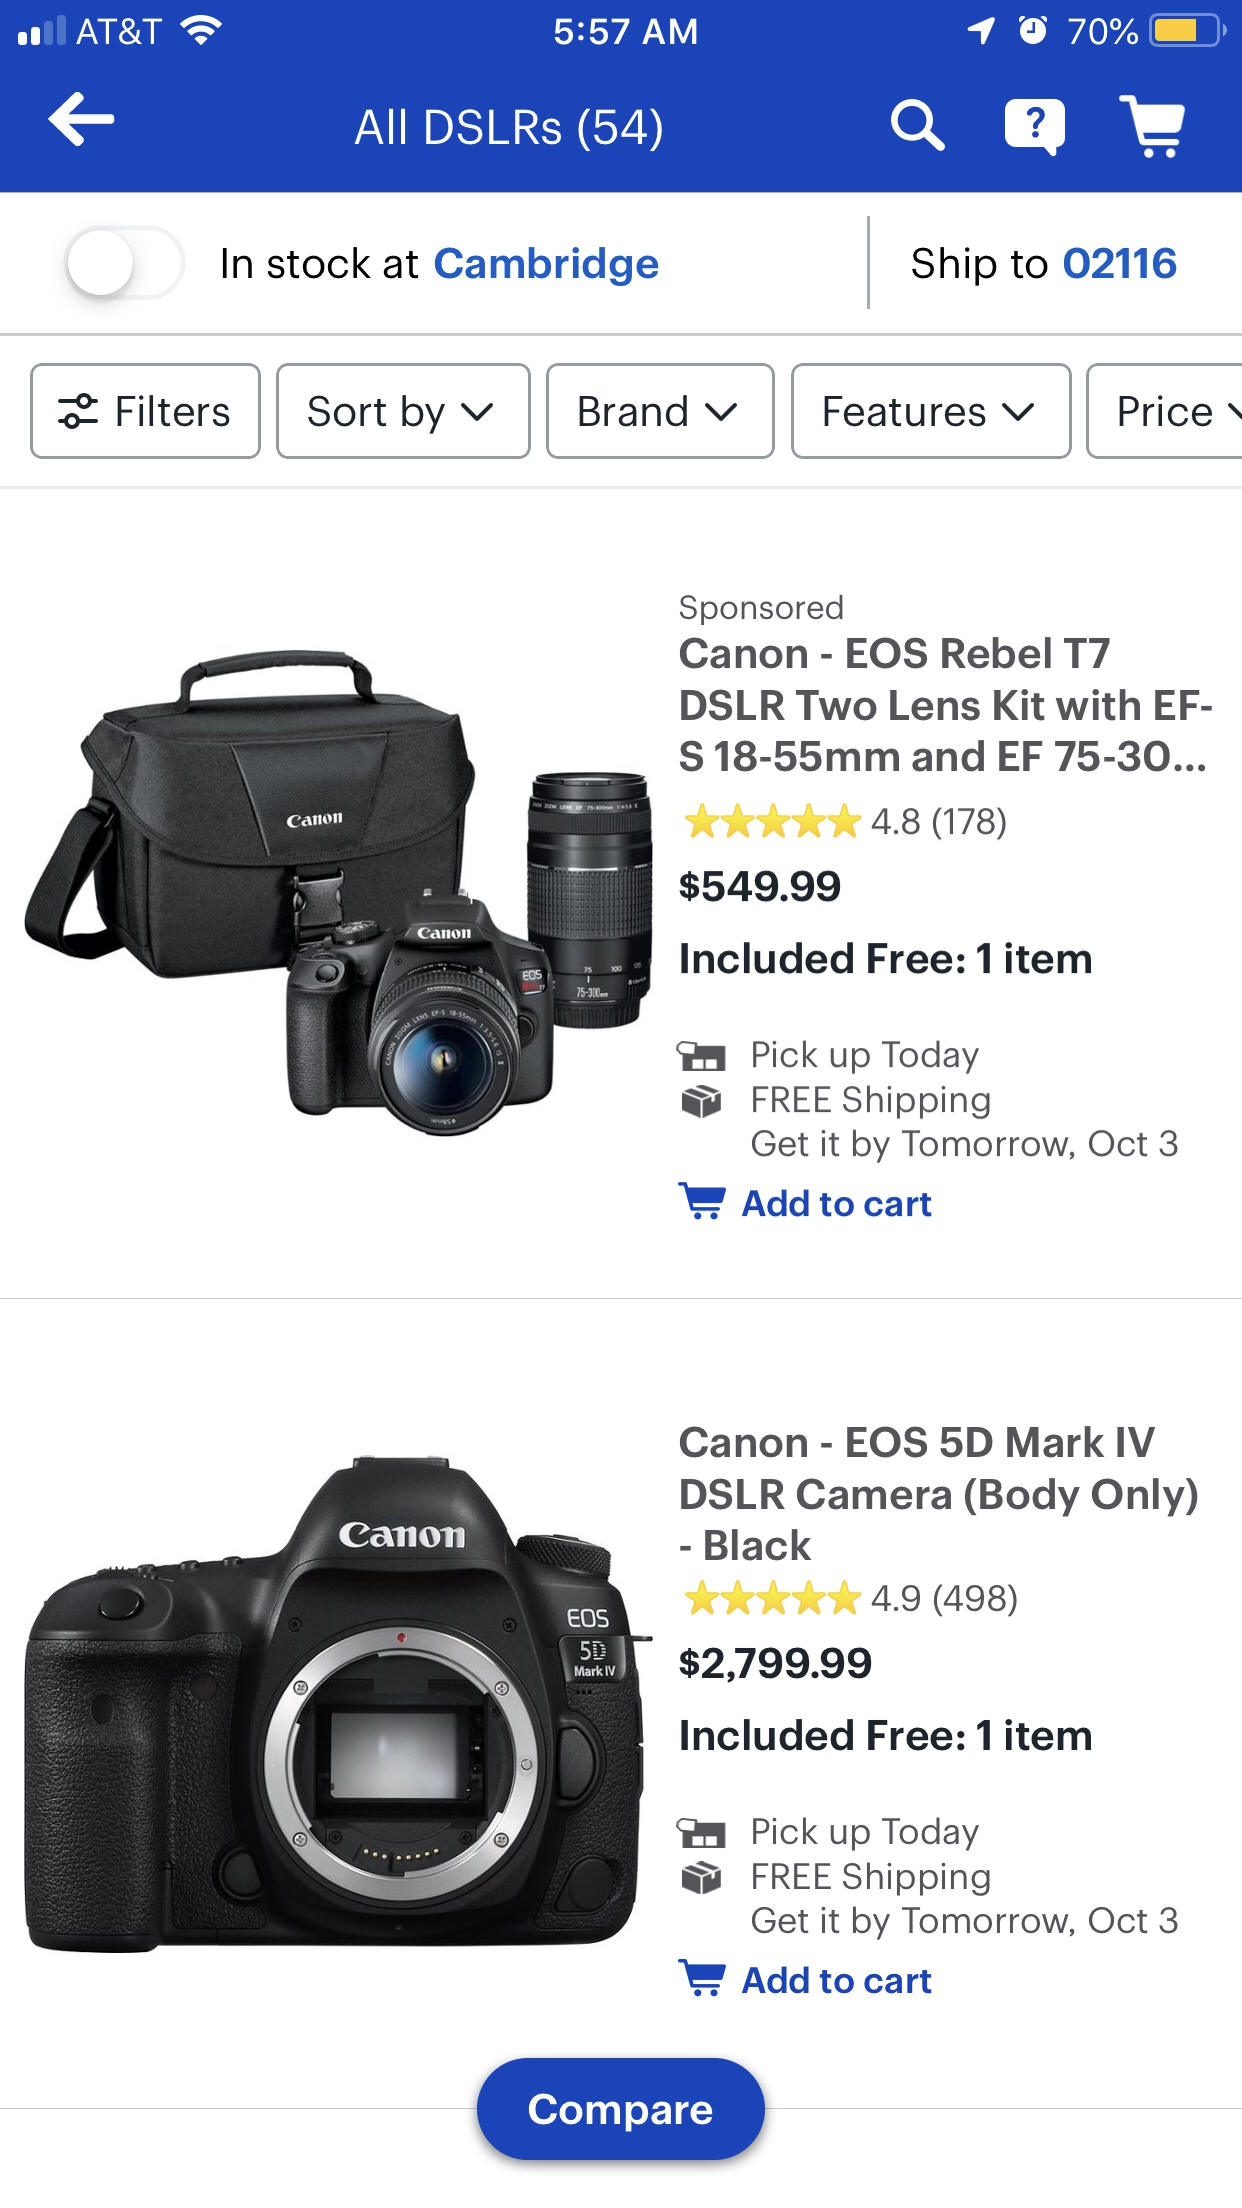 AT&T 5:57 AM 70%
All DSLRs (54)
In stock at Cambridge
Ship to 02116
Filters
Sort by
Brand
Features
Price
Sponsored
Canon - EOS Rebel T7
DSLR Two Lens Kit with EF-
S 18-55mm and EF 75-30...
4.8 (178)
$549.99
Included Free: 1 item
Pick up Today
FREE Shipping
Get it by Tomorrow, Oct 3
Add to cart
Canon
Canon
EOS
75 100
75-300mm
Canon - EOS 5D Mark IV
DSLR Camera (Body Only)
- Black
4.9 (498)
$2,799.99
Included Free: 1 item
Pick up Today
FREE Shipping
Get it by Tomorrow, Oct 3
Add to cart
Canon
EOS
5D
Mark IV
Compare